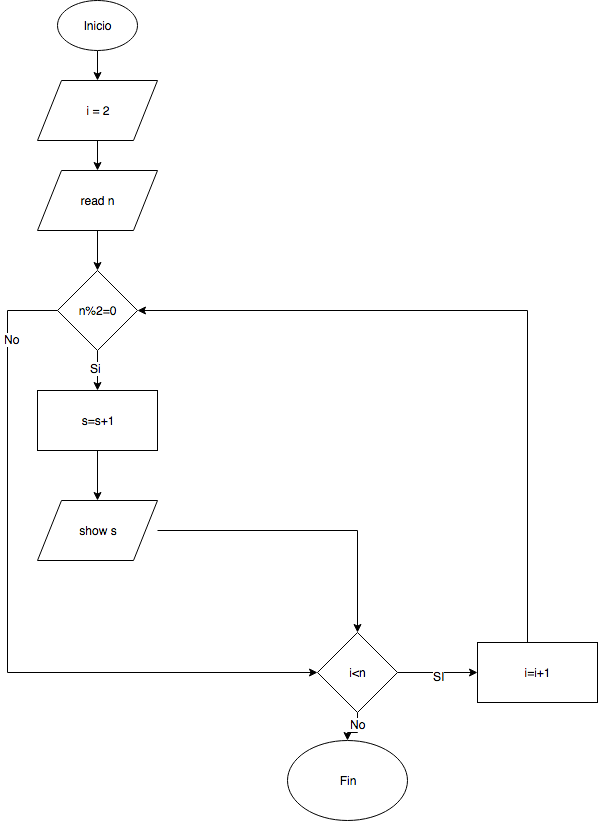 Inicio
i = 2
read n
n%2=0
No
Si
s=s+1
show s
i<n
SI
i=i+1
No
Fin